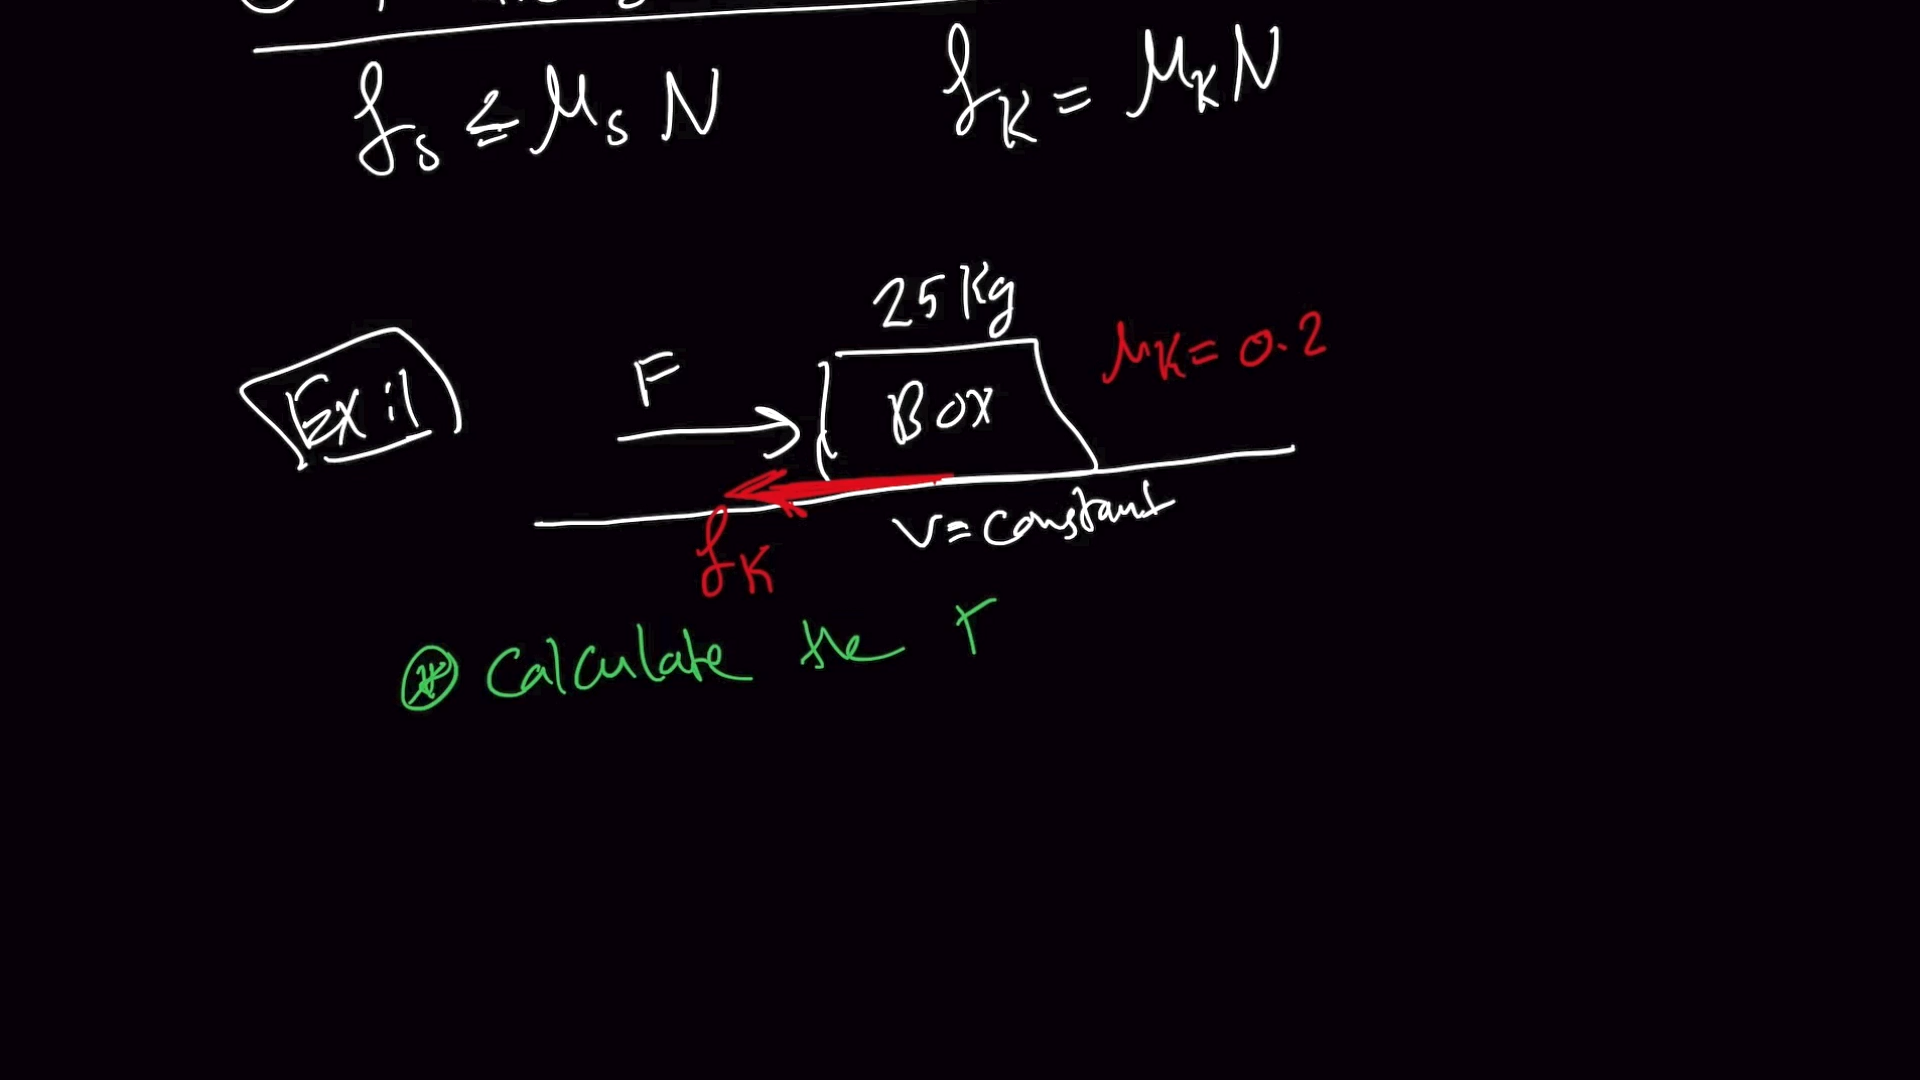 fs ≤ μs N
fK = μK N
25 Kg
Ex:1
F
Box
μK = 0.2
fK
V = Constant
* Calculate the F